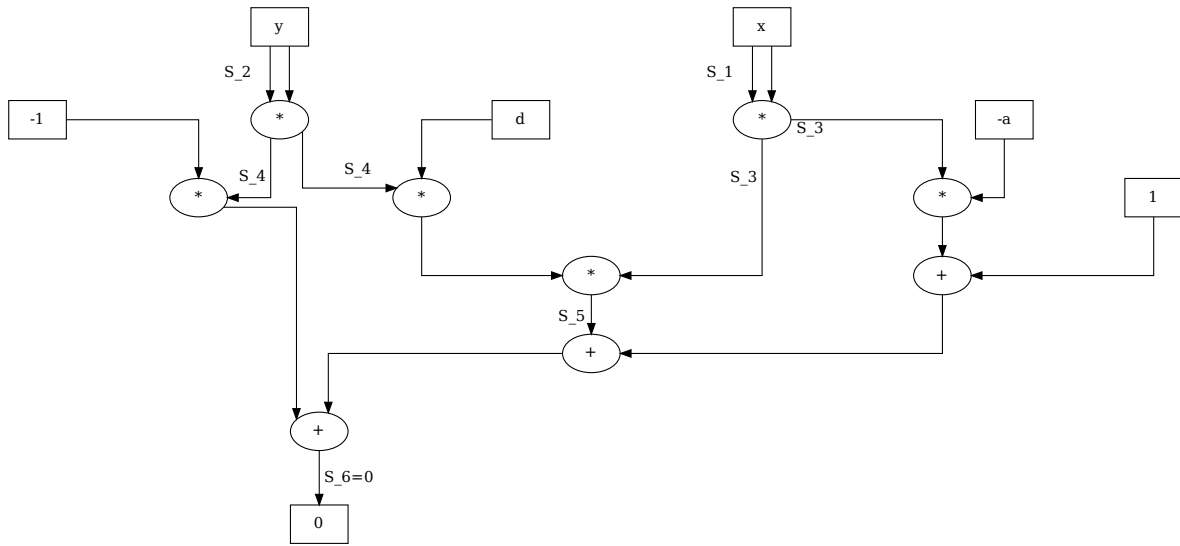 y
x
S_2
S_1
-1
*
d
*
S_3
-a
S_4
S_4
S_3
*
*
*
1
*
+
S_5
+
+
S_6=0
0